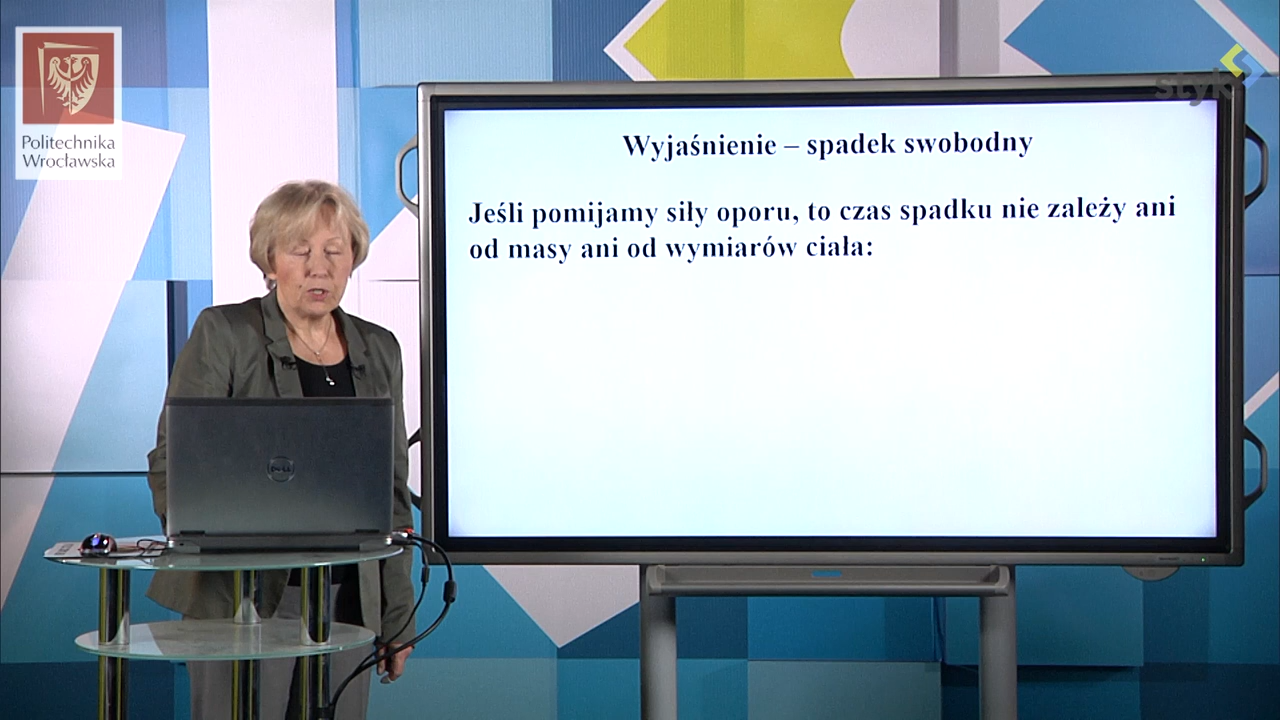 Politechnika
Wrocławska
Styk
Wyjaśnienie – spadek swobodny
Jeśli pomijamy siły oporu, to czas spadku nie zależy ani
od masy ani od wymiarów ciała:
DELL